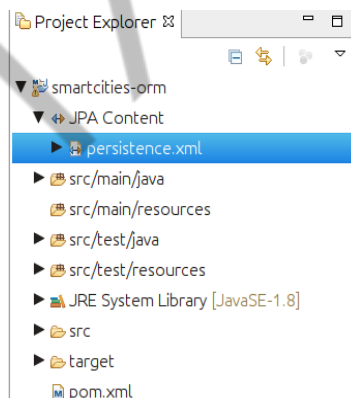 Project Explorer
smartcities-orm
JPA Content
persistence.xml
src/main/java
src/main/resources
src/test/java
src/test/resources
JRE System Library [JavaSE-1.8]
src
target
pom.xml